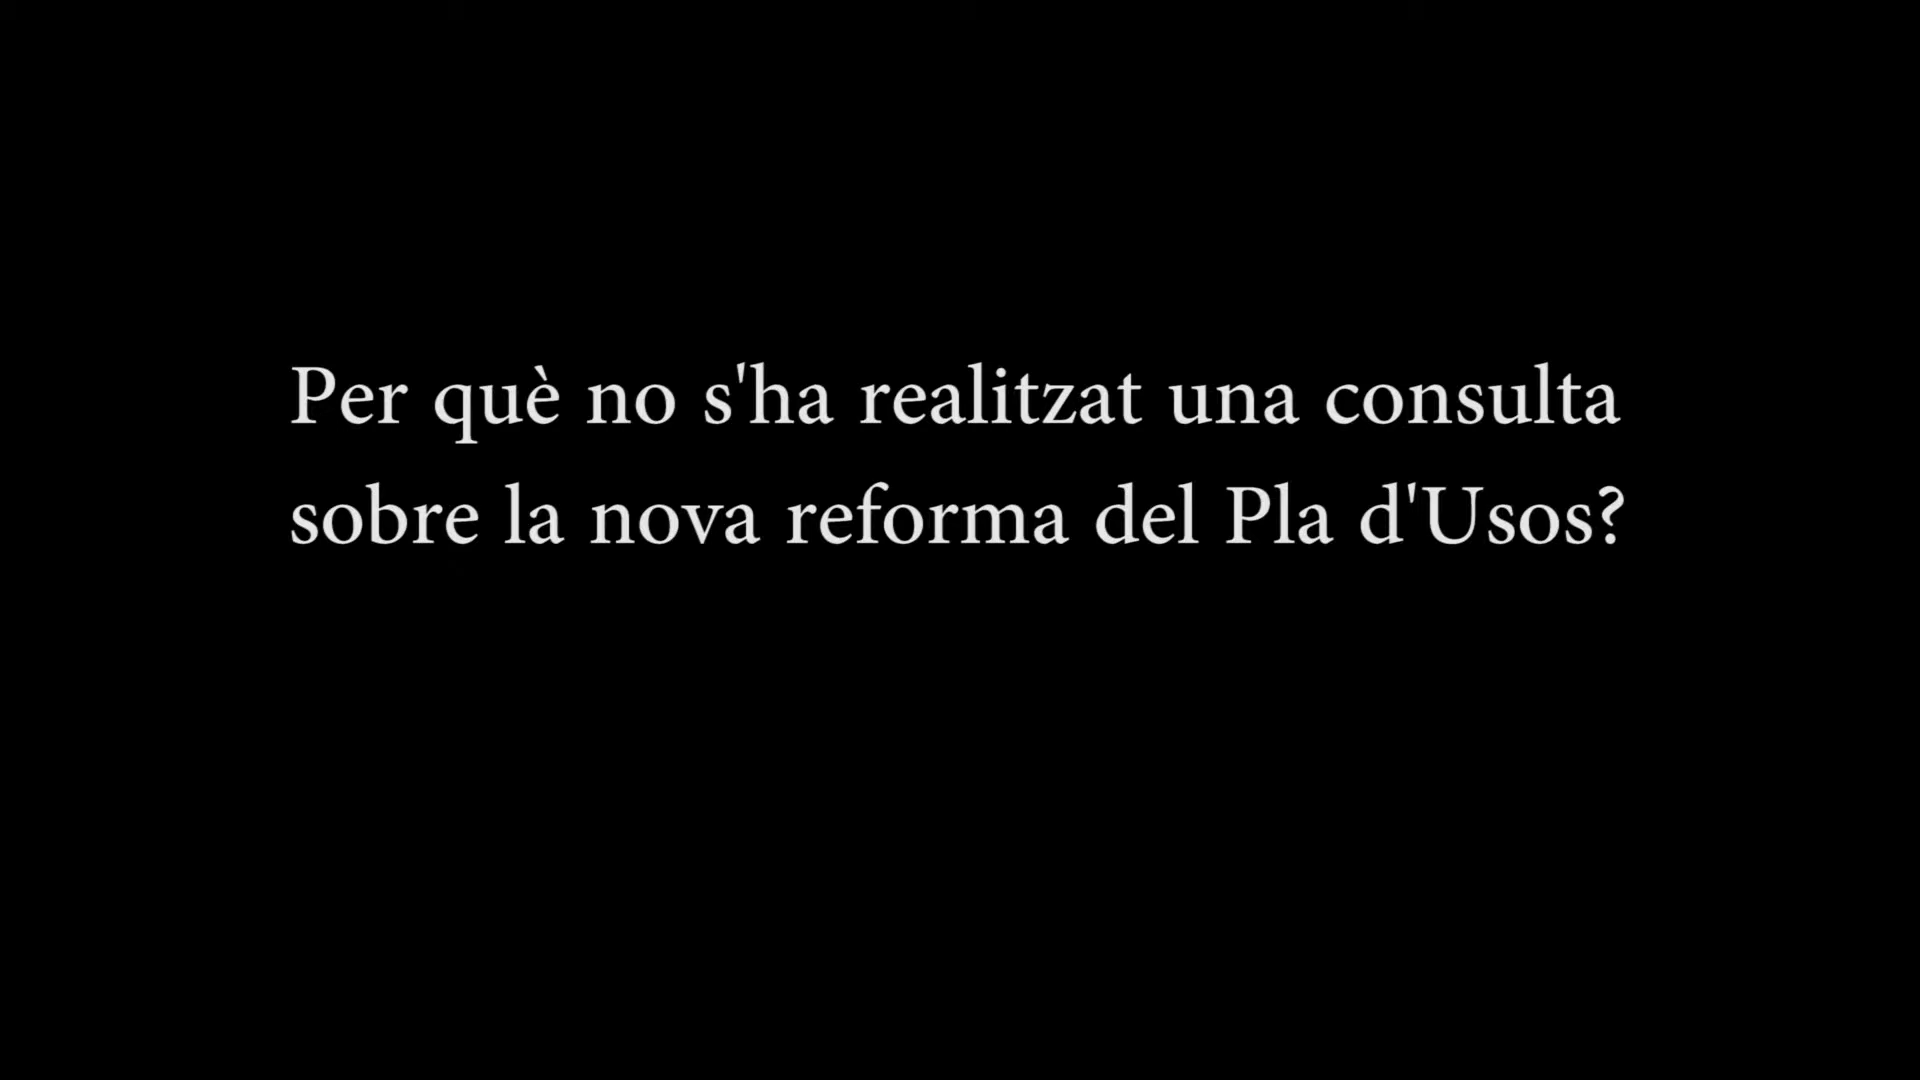 Per què no s'ha realitzat una consulta
sobre la nova reforma del Pla d'Usos?